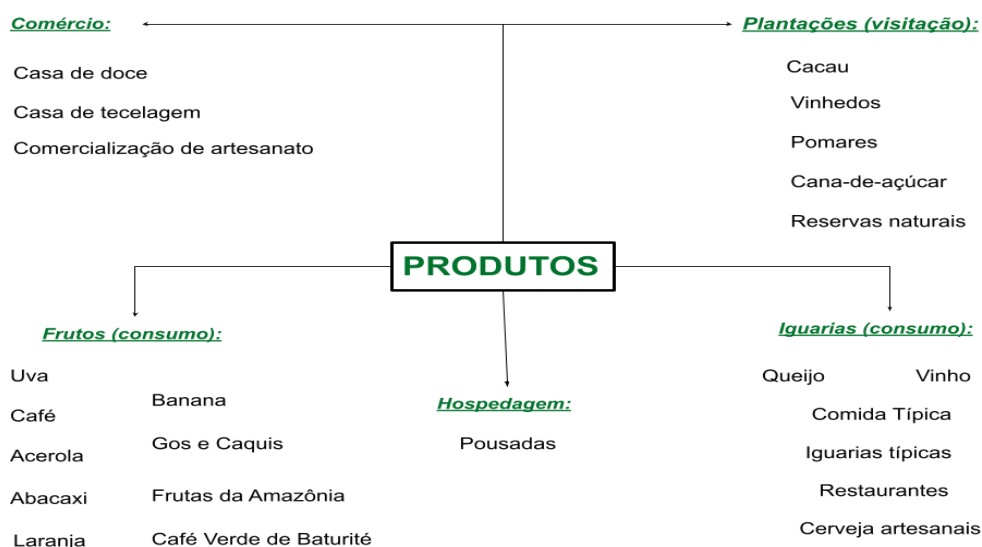 Comércio:
Casa de doce
Casa de tecelagem
Comercialização de artesanato
Plantações (visitação):
Cacau
Vinhedos
Pomares
Cana-de-açúcar
Reservas naturais
PRODUTOS
Frutos (consumo):
Uva
Café
Acerola
Abacaxi
Laranja
Banana
Gos e Caquis
Frutas da Amazônia
Café Verde de Baturité
Hospedagem:
Pousadas
Iguarias (consumo):
Queijo Vinho
Comida Típica
Iguarias típicas
Restaurantes
Cerveja artesanais